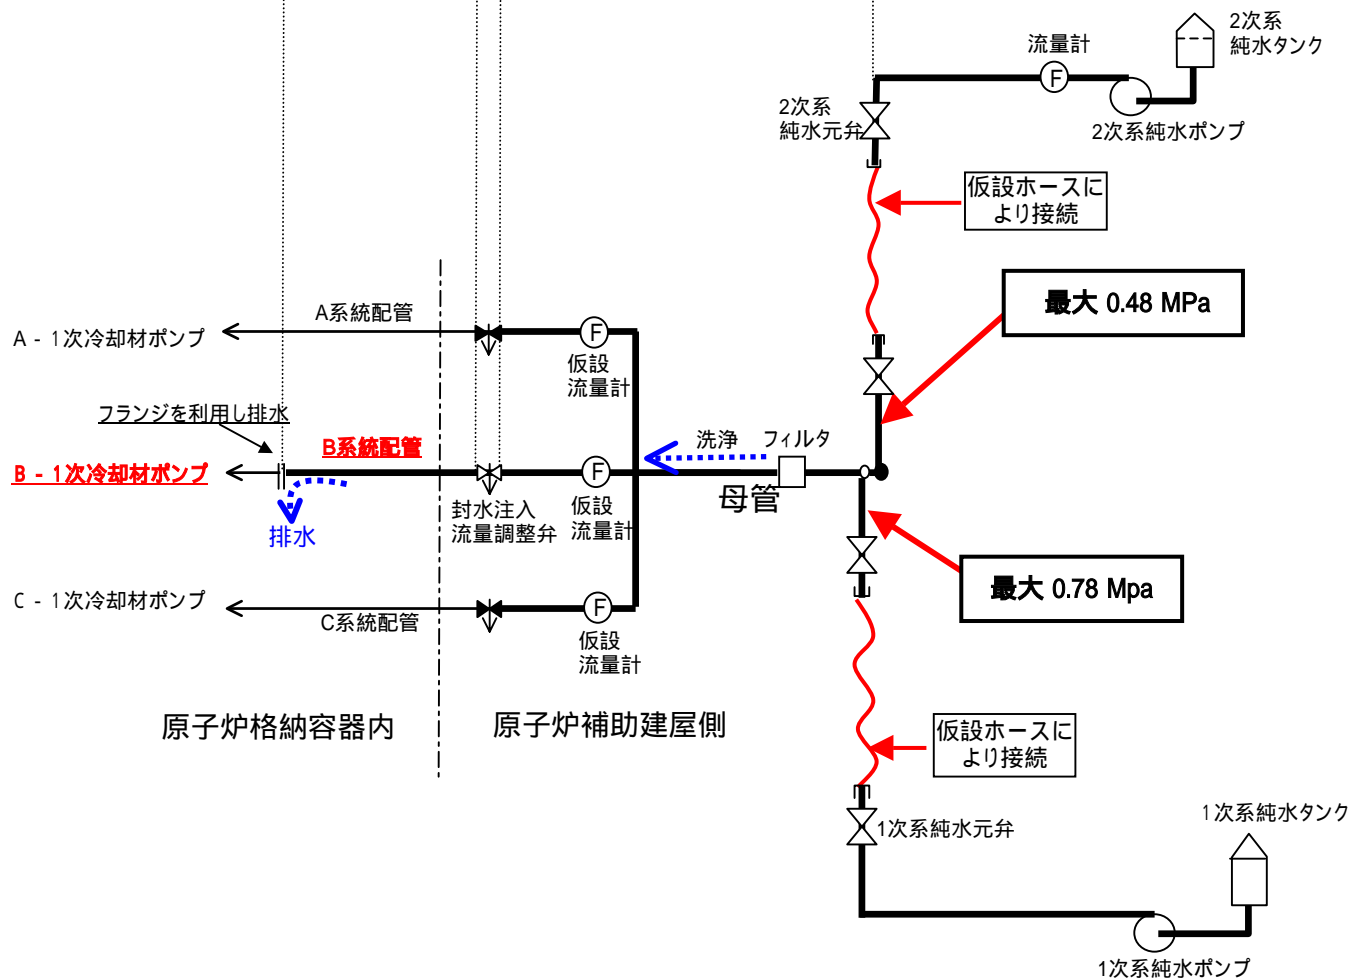 2次系
純水タンク
流量計
F
2次系
純水元弁
2次系純水ポンプ
仮設ホースに
より接続
最大 0.48 MPa
A系統配管
A - 1次冷却材ポンプ
F
仮設
流量計
フランジを利用し排水
B系統配管
洗浄
フィルタ
B - 1次冷却材ポンプ
F
母管
封水注入
流量調整弁
仮設
流量計
排水
最大 0.78 Mpa
C - 1次冷却材ポンプ
C系統配管
F
仮設
流量計
原子炉格納容器内
原子炉補助建屋側
仮設ホースに
より接続
1次系純水元弁
1次系純水タンク
1次系純水ポンプ